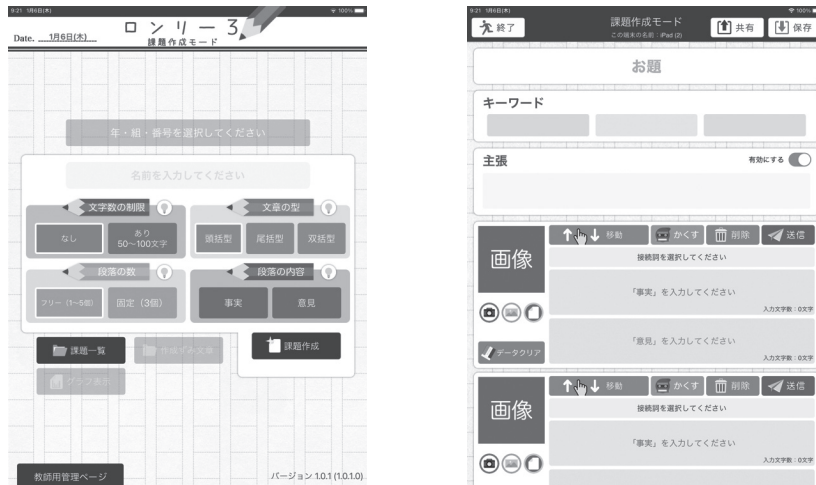 9:21 1月6日(木)
100%
Date. 1月6日(木)
ロンリー3
課題作成モード
年・組・番号を選択してください
名前を入力してください
文字数の制限
文章の型
なし
あり
50〜100文字
頭括型
尾括型
双括型
段落の数
段落の内容
フリー（1〜5個）
固定（3個）
事実
意見
課題一覧
作成ずみ文章
課題作成
グラフ表示
教師用管理ページ
バージョン 1.0.1 (1.0.1.0)
9:21 1月6日(木)
100%
終了
課題作成モード
この端末の名前：iPad (2)
共有
保存
お題
キーワード
主張
有効にする
画像
移動
かくす
削除
送信
接続詞を選択してください
「事実」を入力してください
入力文字数：0文字
「意見」を入力してください
入力文字数：0文字
データクリア
画像
移動
かくす
削除
送信
接続詞を選択してください
「事実」を入力してください
入力文字数：0文字